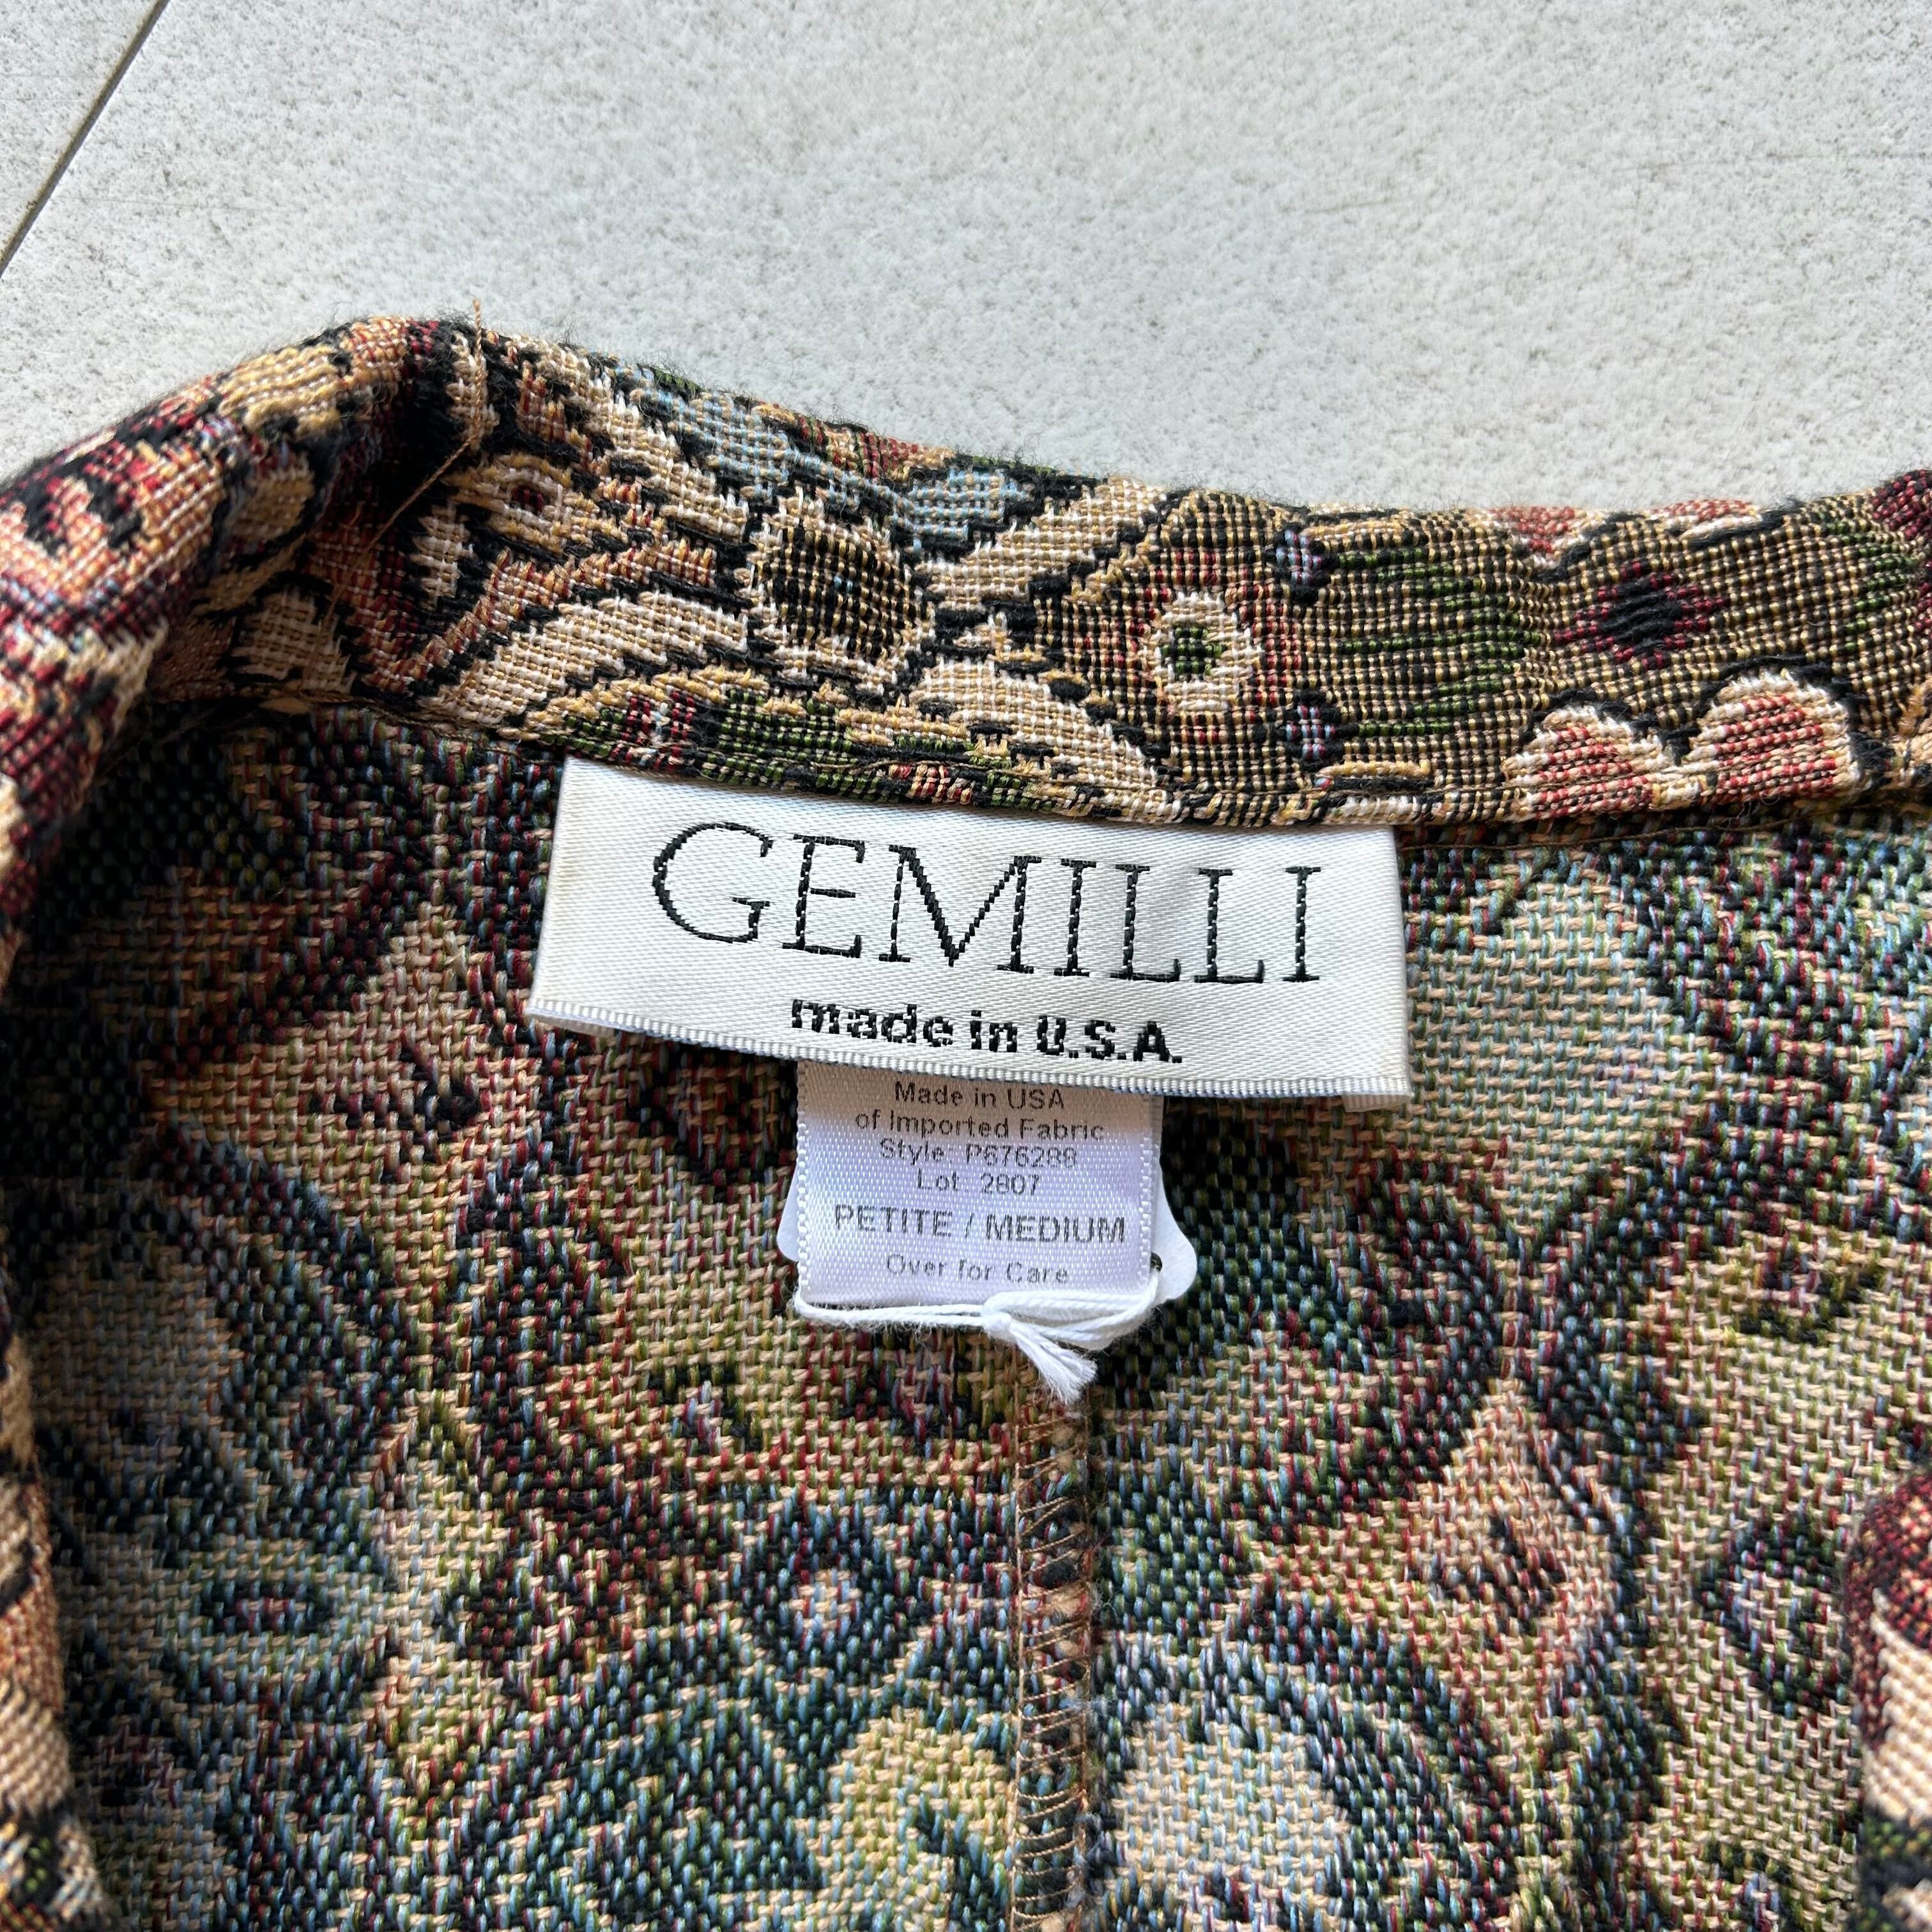 GEMILLI
made in U.S.A.
Made in USA
of Imported Fabric
Style: P676288
Lot: 2807
PETITE / MEDIUM
Over for Care